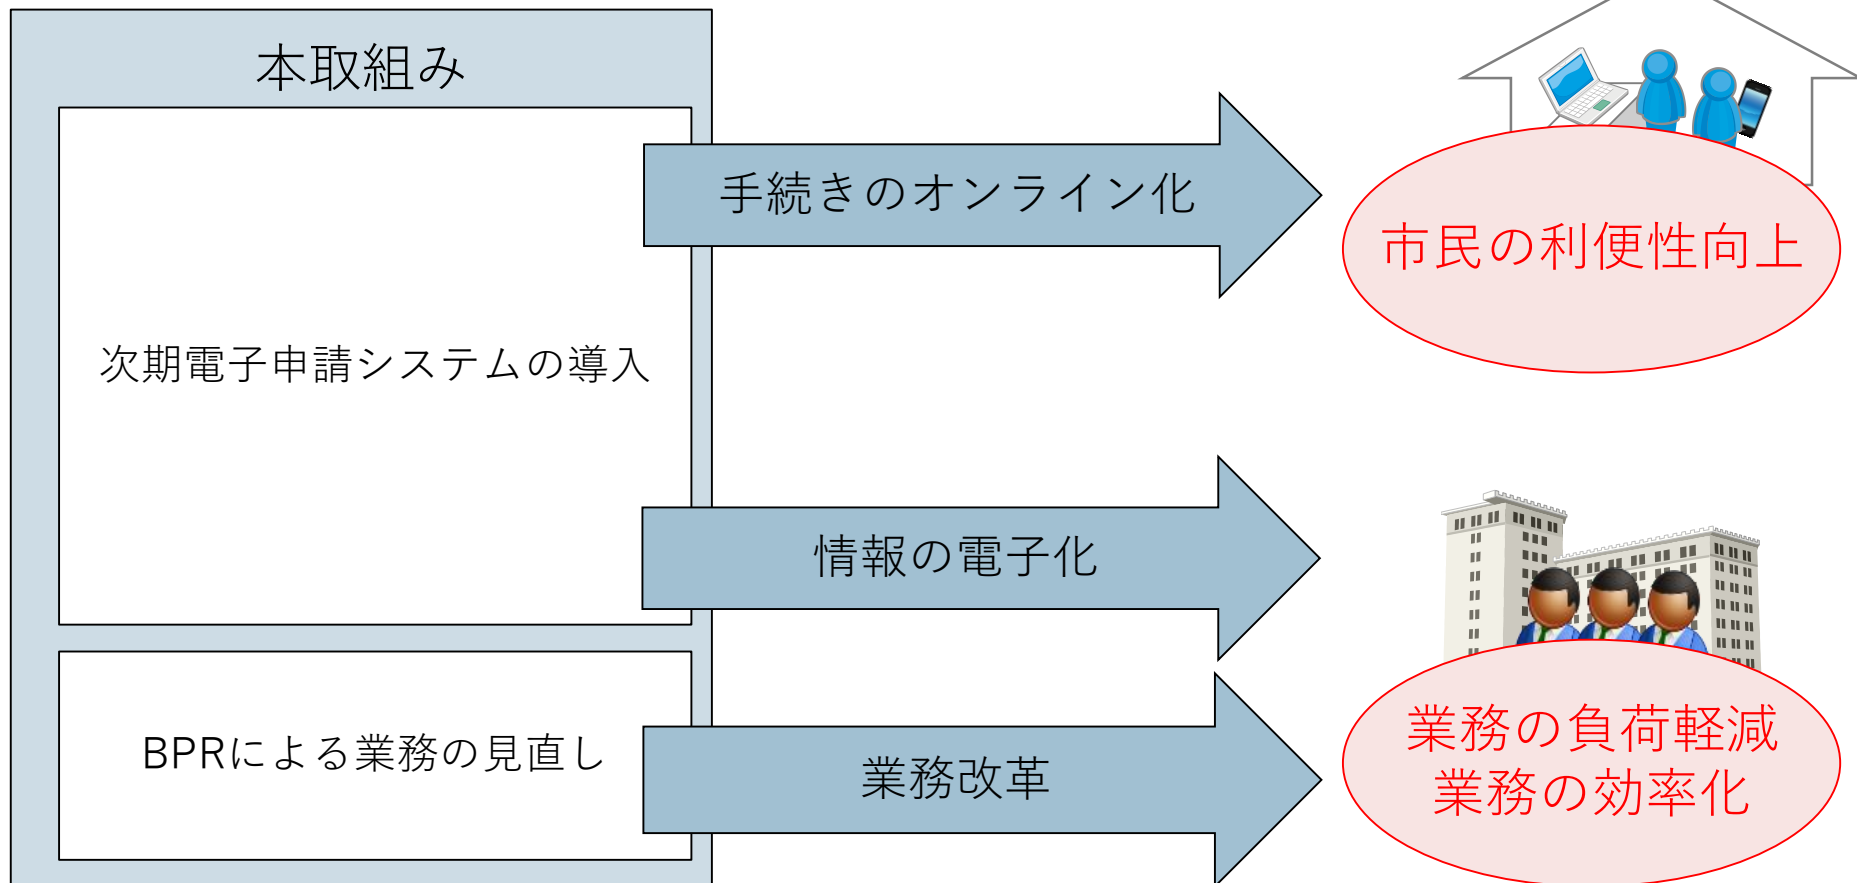 本取組み
次期電子申請システムの導入
BPRによる業務の見直し
手続きのオンライン化
情報の電子化
業務改革
市民の利便性向上
業務の負荷軽減
業務の効率化